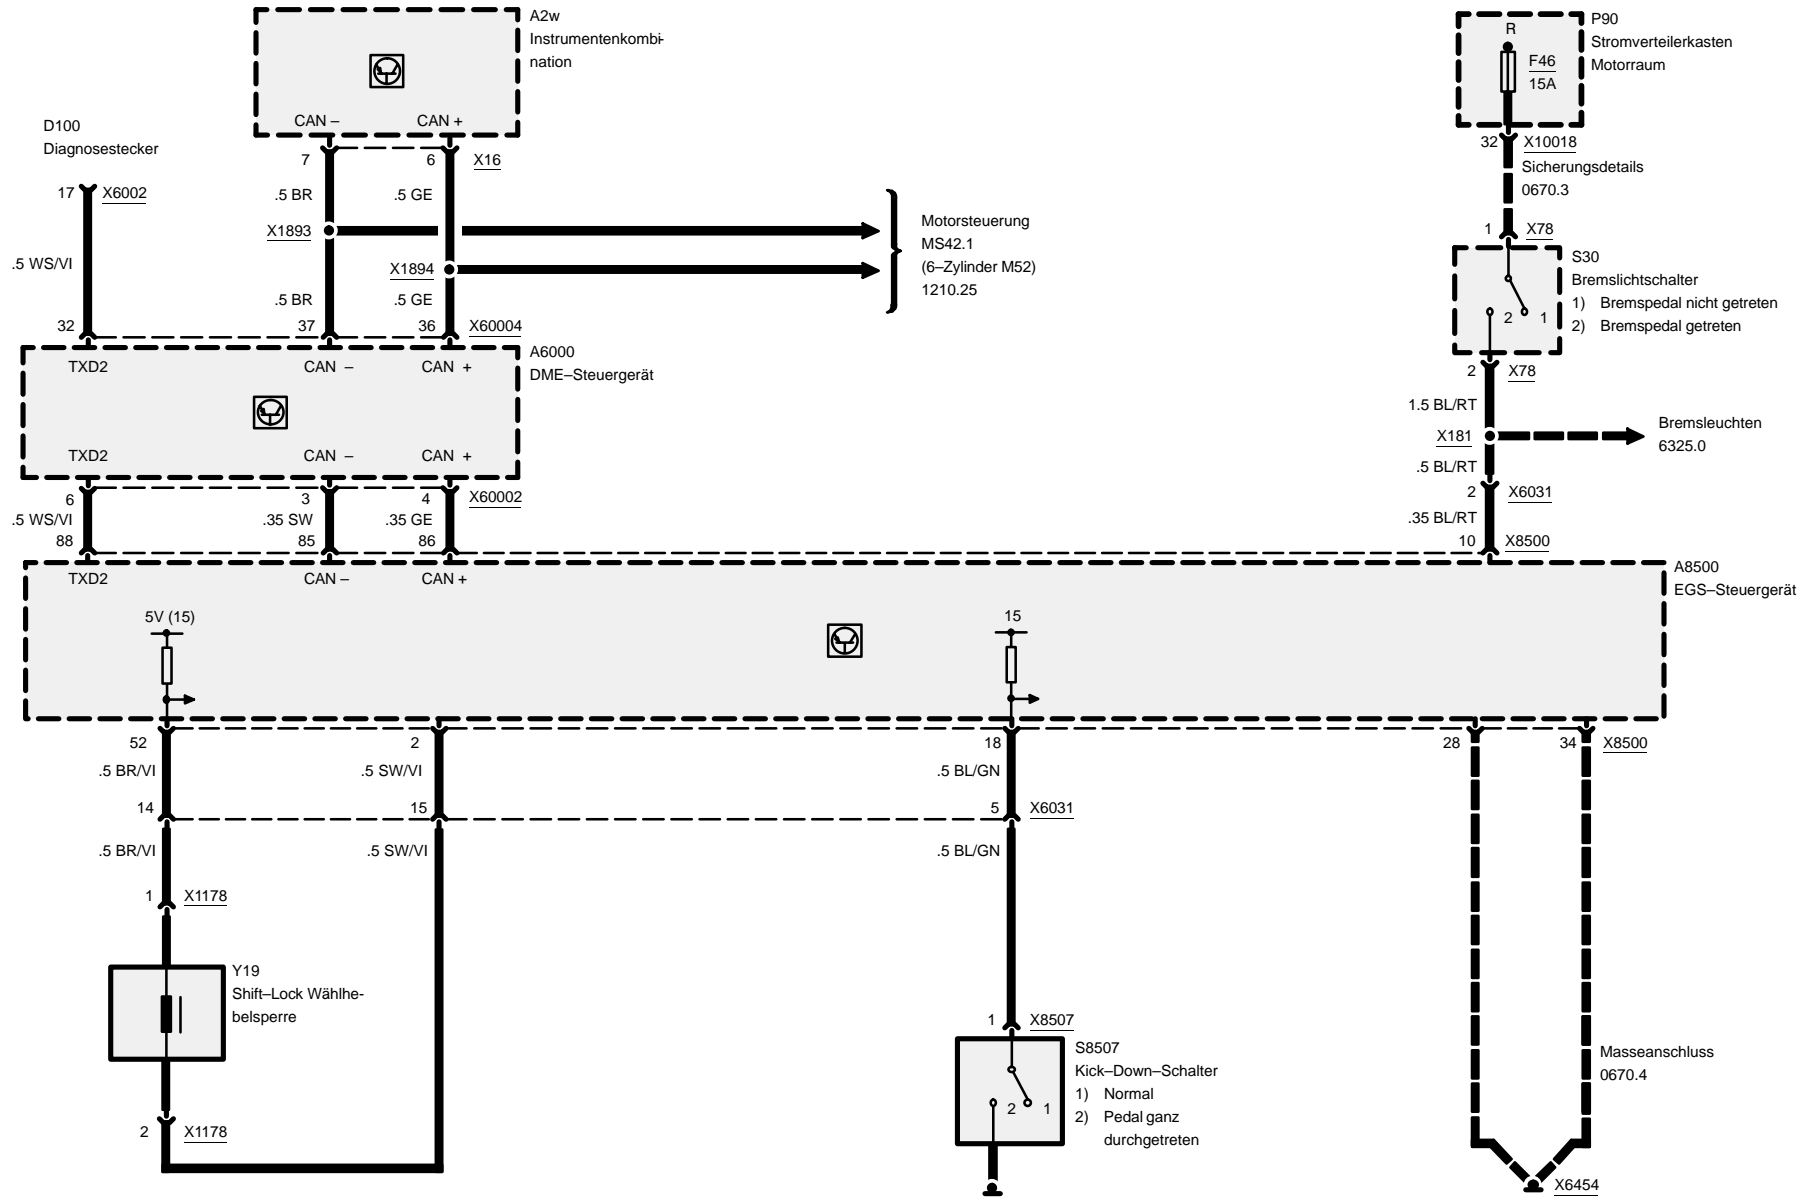 A2w
Instrumentenkombi-
nation
CAN – CAN +
7 6 X16
D100
Diagnosestecker
17 X6002
.5 BR .5 GE
X1893
.5 WS/VI
X1894
.5 BR .5 GE
Motorsteuerung
MS42.1
(6–Zylinder M52)
1210.25
32 37 36 X60004
P90
Stromverteilerkasten
Motorraum
R
F46
15A
32 X10018
Sicherungsdetails
0670.3
1 X78
S30
Bremslichtschalter
1) Bremspedal nicht getreten
2) Bremspedal getreten
2 1
2 X78
1.5 BL/RT
X181
Bremsleuchten
6325.0
.5 BL/RT
2 X6031
.35 BL/RT
10 X8500
A6000
DME–Steuergerät
TXD2 CAN – CAN +
TXD2 CAN – CAN +
6 3 4 X60002
.5 WS/VI .35 SW .35 GE
88 85 86
A8500
EGS–Steuergerät
TXD2 CAN – CAN +
5V (15) 15
52 2 18 28 34 X8500
.5 BR/VI .5 SW/VI .5 BL/GN
14 15 5 X6031
.5 BR/VI .5 SW/VI .5 BL/GN
1 X1178
Y19
Shift–Lock Wählhe-
belsperre
2 X1178
1 X8507
S8507
Kick–Down–Schalter
1) Normal
2) Pedal ganz
durchgetreten
2 1
Masseanschluss
0670.4
X6454